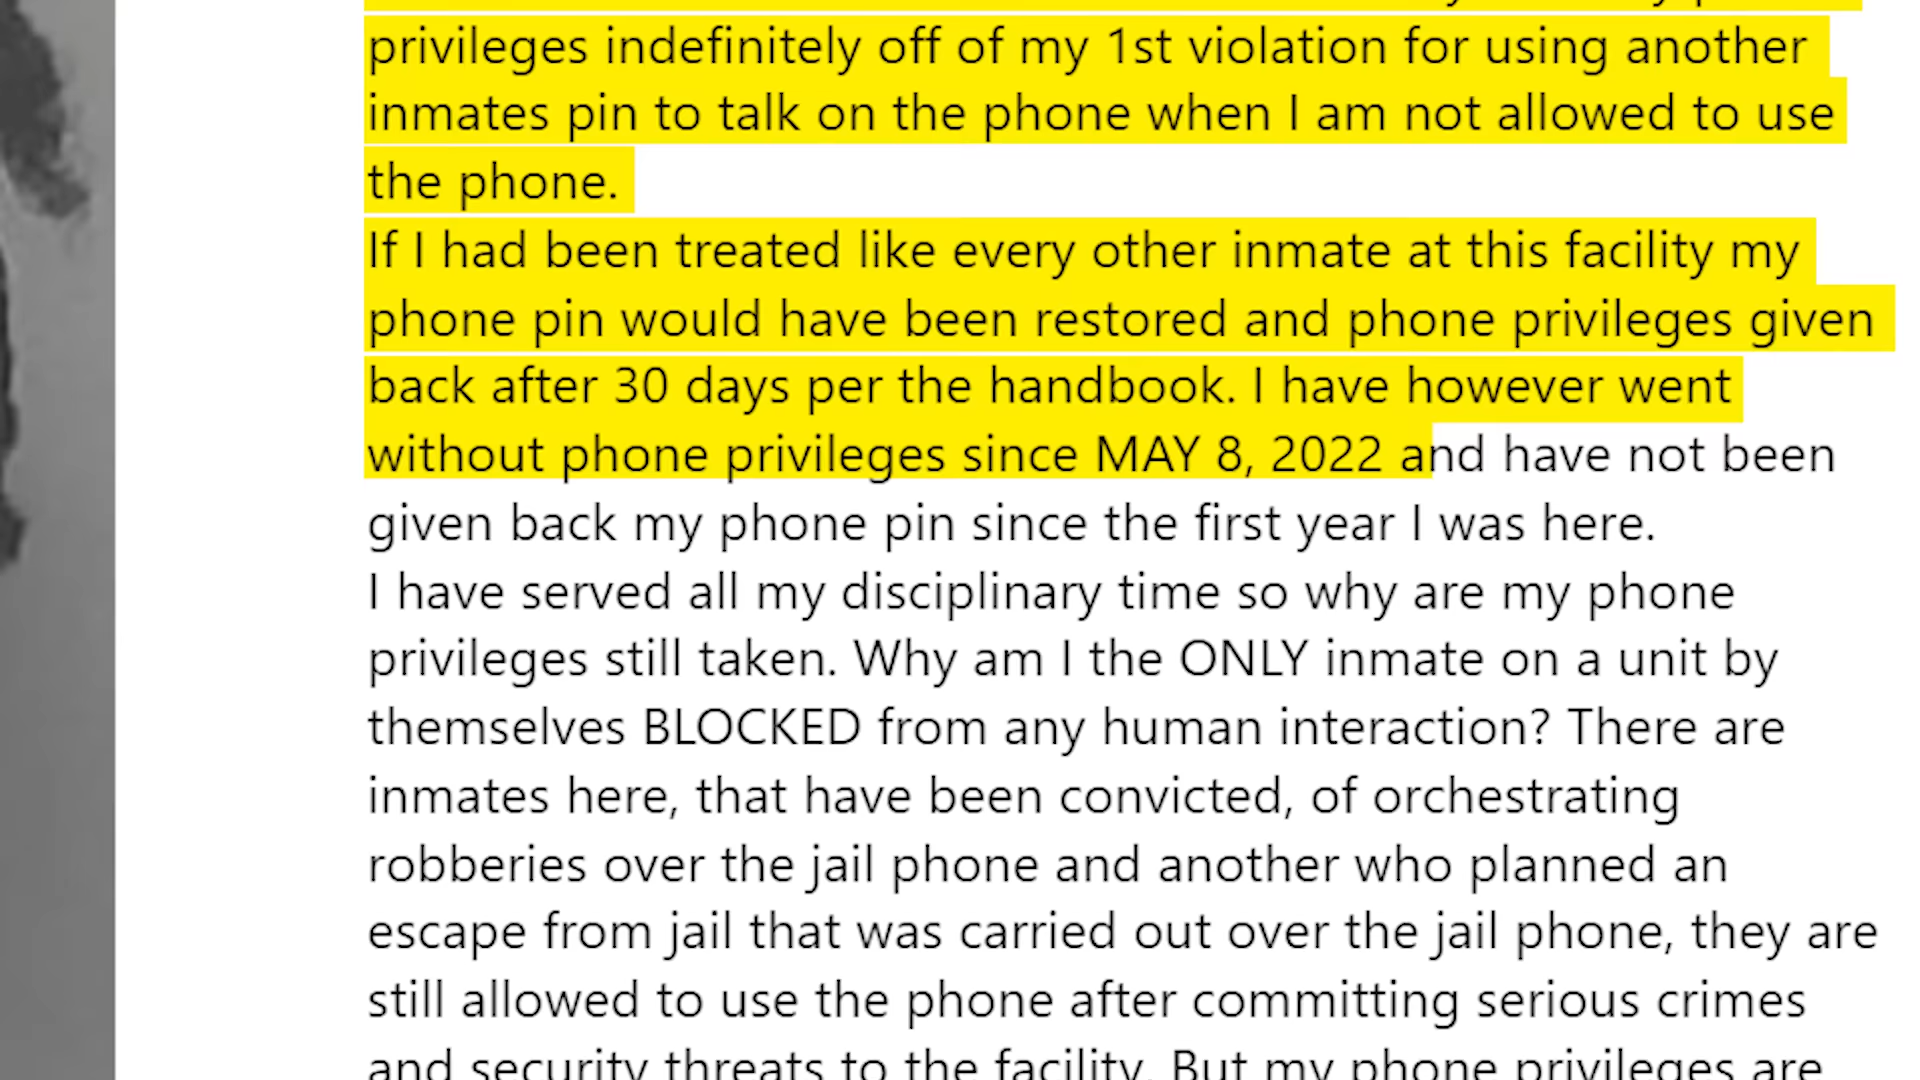 privileges indefinitely off of my 1st violation for using another
inmates pin to talk on the phone when I am not allowed to use
the phone.
If I had been treated like every other inmate at this facility my
phone pin would have been restored and phone privileges given
back after 30 days per the handbook. I have however went
without phone privileges since MAY 8, 2022 and have not been
given back my phone pin since the first year I was here.
I have served all my disciplinary time so why are my phone
privileges still taken. Why am I the ONLY inmate on a unit by
themselves BLOCKED from any human interaction? There are
inmates here, that have been convicted, of orchestrating
robberies over the jail phone and another who planned an
escape from jail that was carried out over the jail phone, they are
still allowed to use the phone after committing serious crimes
and security threats to the facility. But my phone privileges are